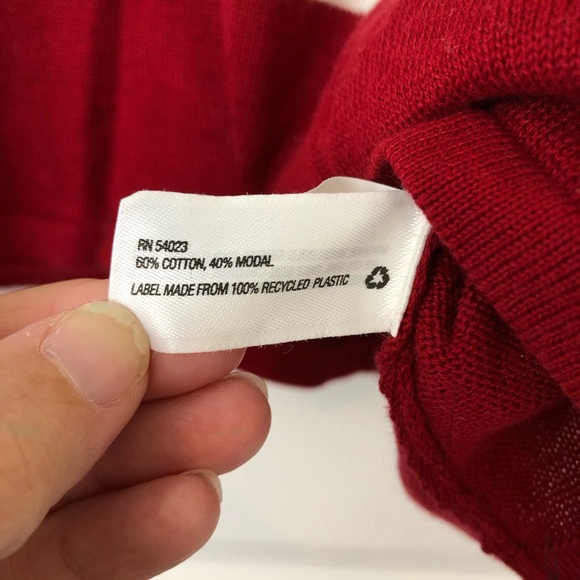 RN 54023
60% COTTON, 40% MODAL
LABEL MADE FROM 100% RECYCLED PLASTIC